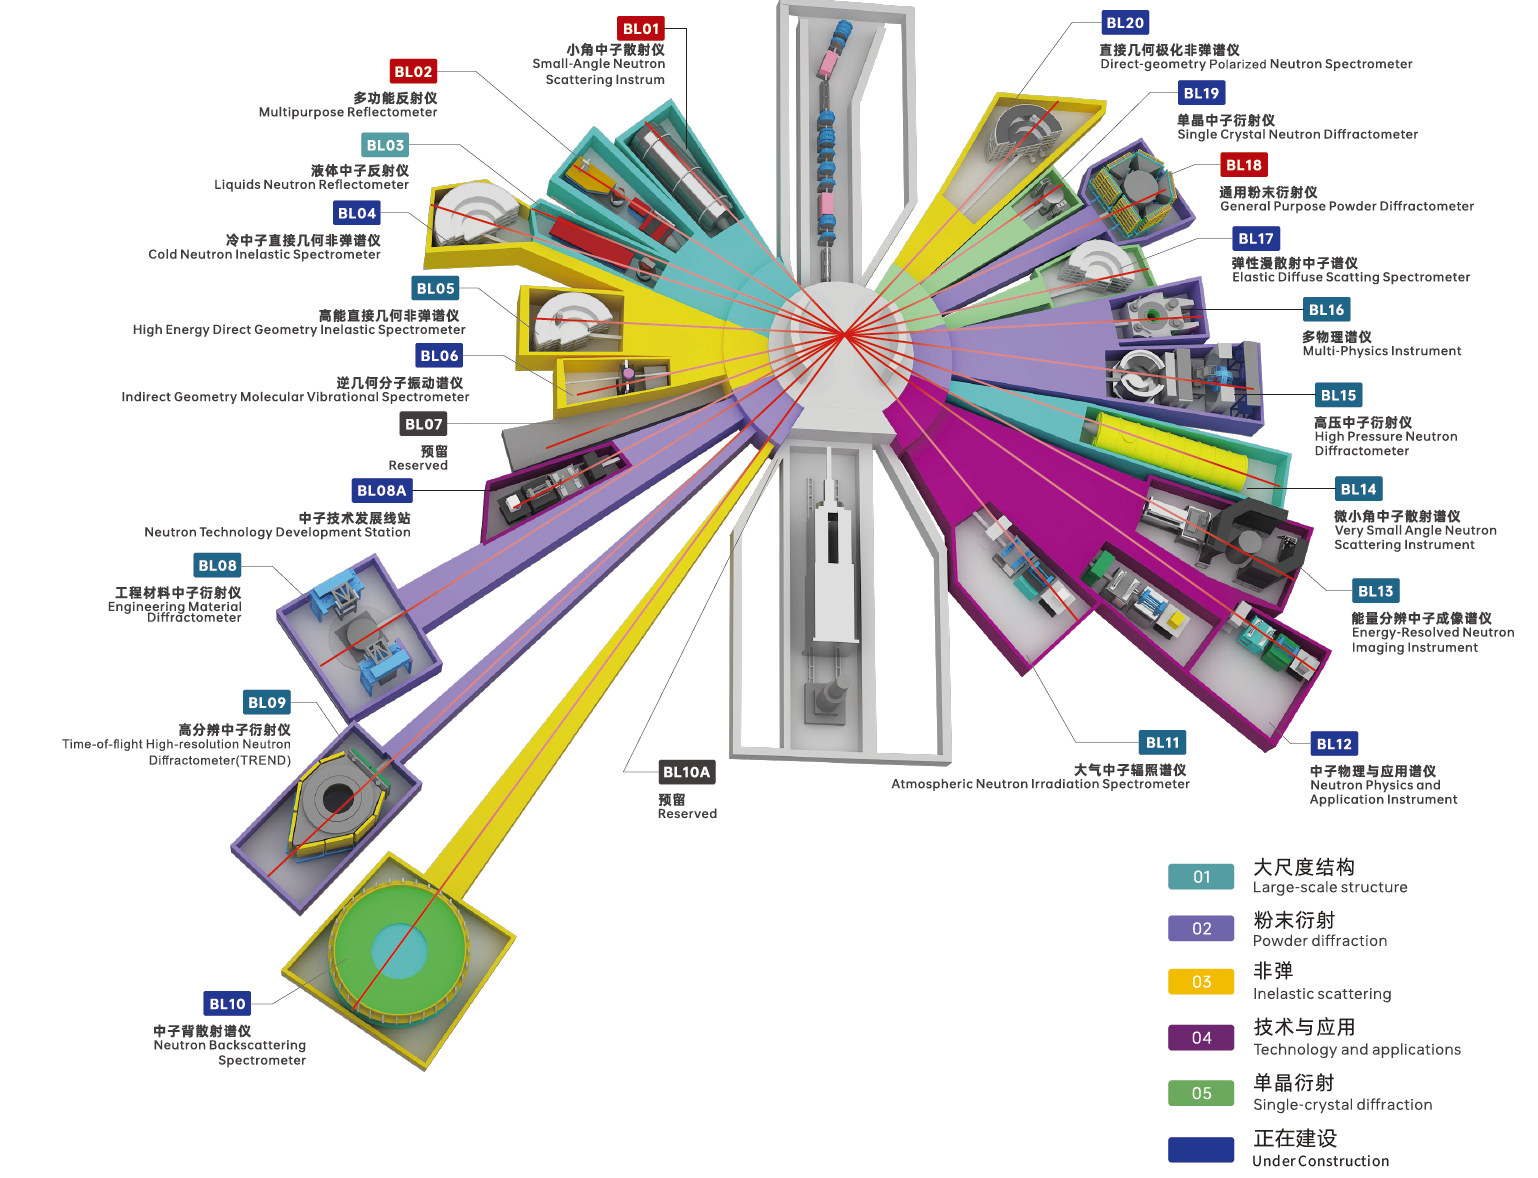 BL01
小角中子散射仪
Small-Angle Neutron
Scattering Instrum
BL02
多功能反射仪
Multipurpose Reflectometer
BL03
液体中子反射仪
Liquids Neutron Reflectometer
BL04
冷中子直接几何非弹谱仪
Cold Neutron Inelastic Spectrometer
BL05
高能直接几何非弹谱仪
High Energy Direct Geometry Inelastic Spectrometer
BL06
逆几何分子振动谱仪
Indirect Geometry Molecular Vibrational Spectrometer
BL07
预留
Reserved
BL08A
中子技术发展线站
Neutron Technology Development Station
BL08
工程材料中子衍射仪
Engineering Material
Diffractometer
BL09
高分辨中子衍射仪
Time-of-flight High-resolution Neutron
Diffractometer(TREND)
BL10
中子背散射谱仪
Neutron Backscattering
Spectrometer
BL10A
预留
Reserved
BL20
直接几何极化非弹谱仪
Direct-geometry Polarized Neutron Spectrometer
BL19
单晶中子衍射仪
Single Crystal Neutron Diffractometer
BL18
通用粉末衍射仪
General Purpose Powder Diffractometer
BL17
弹性漫散射中子谱仪
Elastic Diffuse Scatting Spectrometer
BL16
多物理谱仪
Multi-Physics Instrument
BL15
高压中子衍射仪
High Pressure Neutron
Diffractometer
BL14
微小角中子散射谱仪
Very Small Angle Neutron
Scattering Instrument
BL13
能量分辨中子成像谱仪
Energy-Resolved Neutron
Imaging Instrument
BL12
中子物理与应用谱仪
Neutron Physics and
Application Instrument
BL11
大气中子辐照谱仪
Atmospheric Neutron Irradiation Spectrometer
01
大尺度结构
Large-scale structure
02
粉末衍射
Powder diffraction
03
非弹
Inelastic scattering
04
技术与应用
Technology and applications
05
单晶衍射
Single-crystal diffraction
正在建设
Under Construction